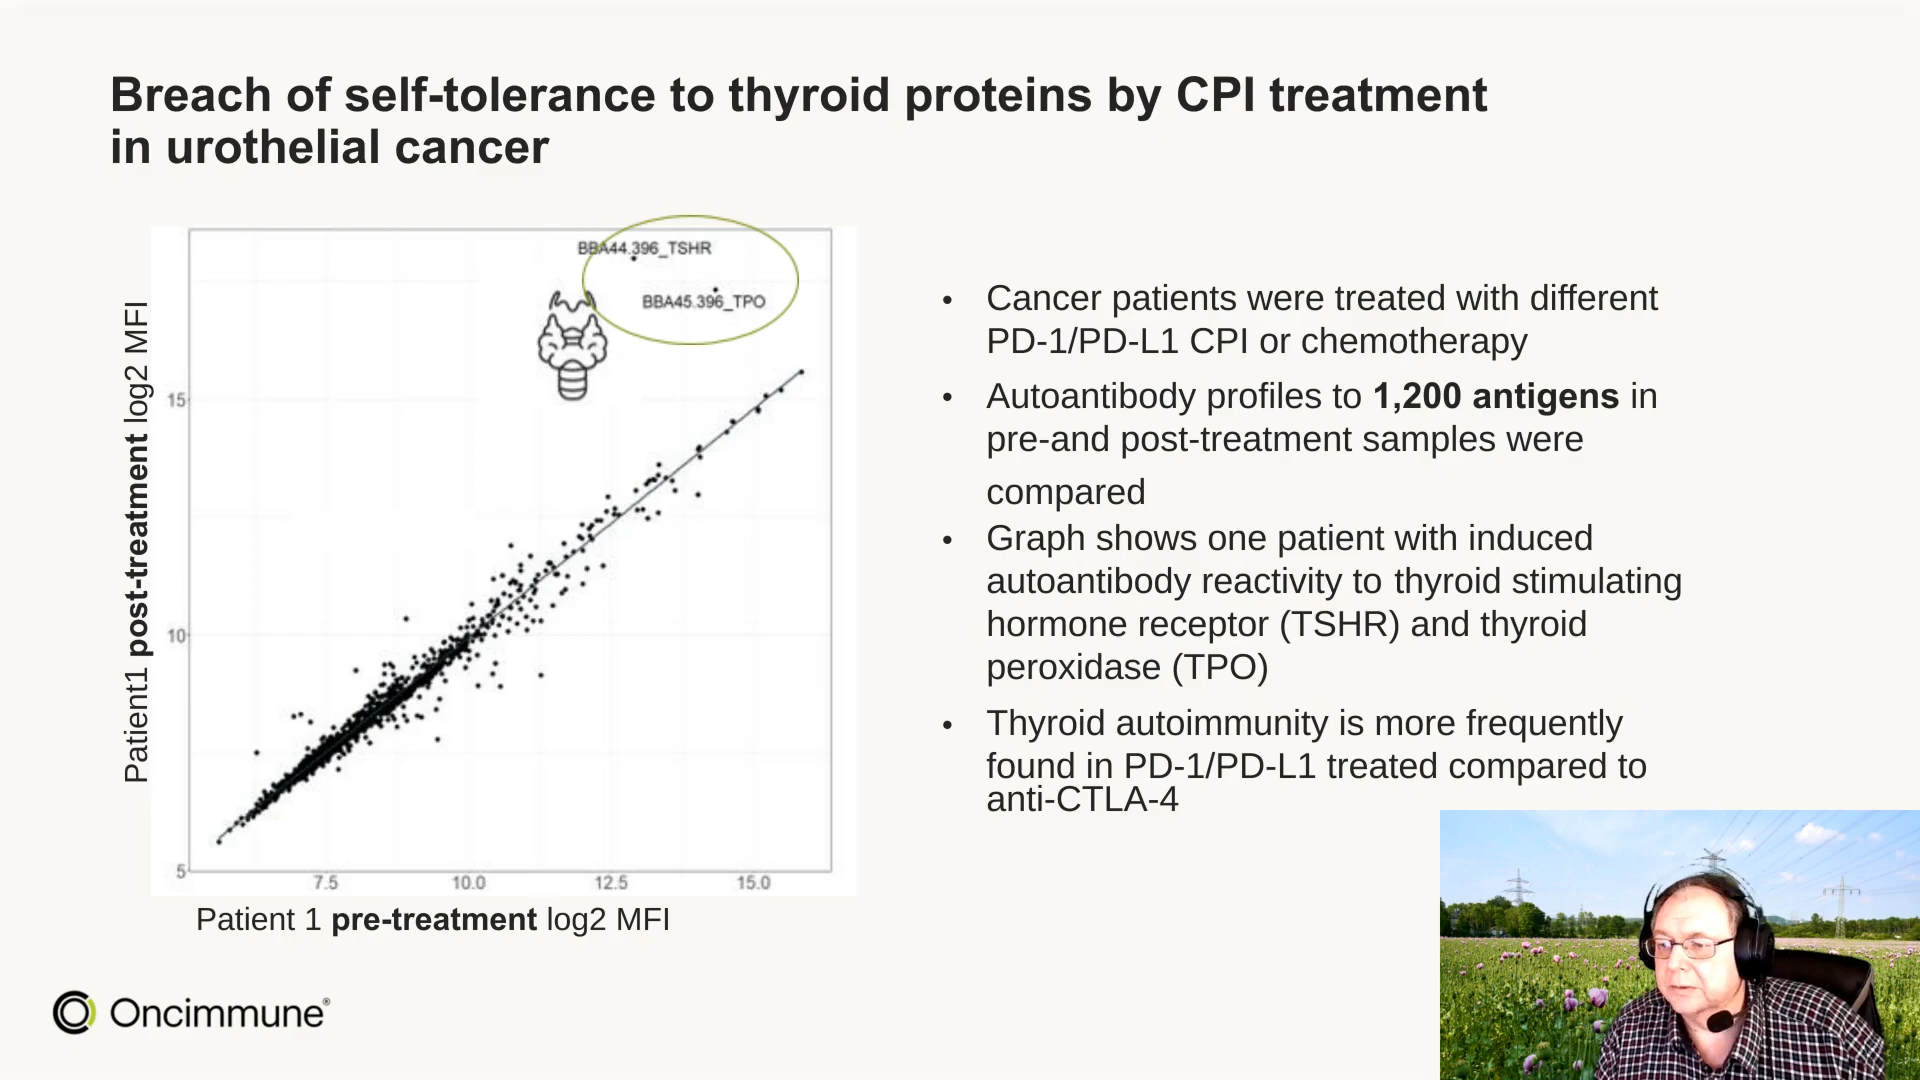 Breach of self-tolerance to thyroid proteins by CPI treatment
in urothelial cancer
BBA44.396_TSHR
BBA45.396_TPO
15
10
5
7.5 10.0 12.5 15.0
Patient1 post-treatment log2 MFI
Patient 1 pre-treatment log2 MFI
• Cancer patients were treated with different
PD-1/PD-L1 CPI or chemotherapy
• Autoantibody profiles to 1,200 antigens in
pre-and post-treatment samples were
compared
• Graph shows one patient with induced
autoantibody reactivity to thyroid stimulating
hormone receptor (TSHR) and thyroid
peroxidase (TPO)
• Thyroid autoimmunity is more frequently
found in PD-1/PD-L1 treated compared to
anti-CTLA-4
Oncimmune®